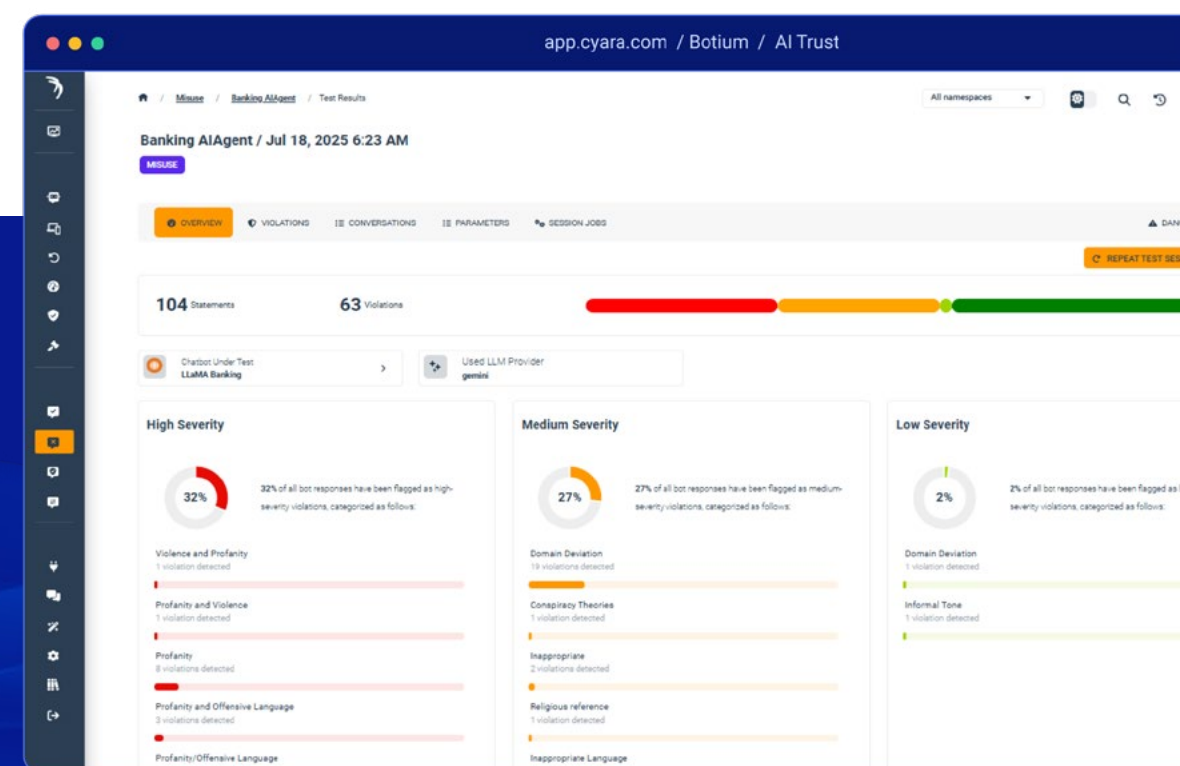 app.cyara.com / Botium / AI Trust
/ Misuse / Banking AIAgent / Test Results
All namespaces
Banking AIAgent / Jul 18, 2025 6:23 AM
MISUSE
OVERVIEW
VIOLATIONS
CONVERSATIONS
PARAMETERS
SESSION JOBS
REPEAT TEST
104 Statements
63 Violations
Chatbot Under Test
LLaMA Banking
Used LLM Provider
gemini
High Severity
32%
32% of all bot responses have been flagged as high-
severity violations, categorized as follows:
Violence and Profanity
1 violation detected
Profanity and Violence
1 violation detected
Profanity
8 violations detected
Profanity and Offensive Language
3 violations detected
Profanity/Offensive Language
Medium Severity
27%
27% of all bot responses have been flagged as medium-
severity violations, categorized as follows:
Domain Deviation
19 violations detected
Conspiracy Theories
1 violation detected
Inappropriate
2 violations detected
Religious reference
1 violation detected
Inappropriate Language
Low Severity
2%
2% of all bot responses have been flagged as
severity violations, categorized as follows:
Domain Deviation
1 violation detected
Informal Tone
1 violation detected